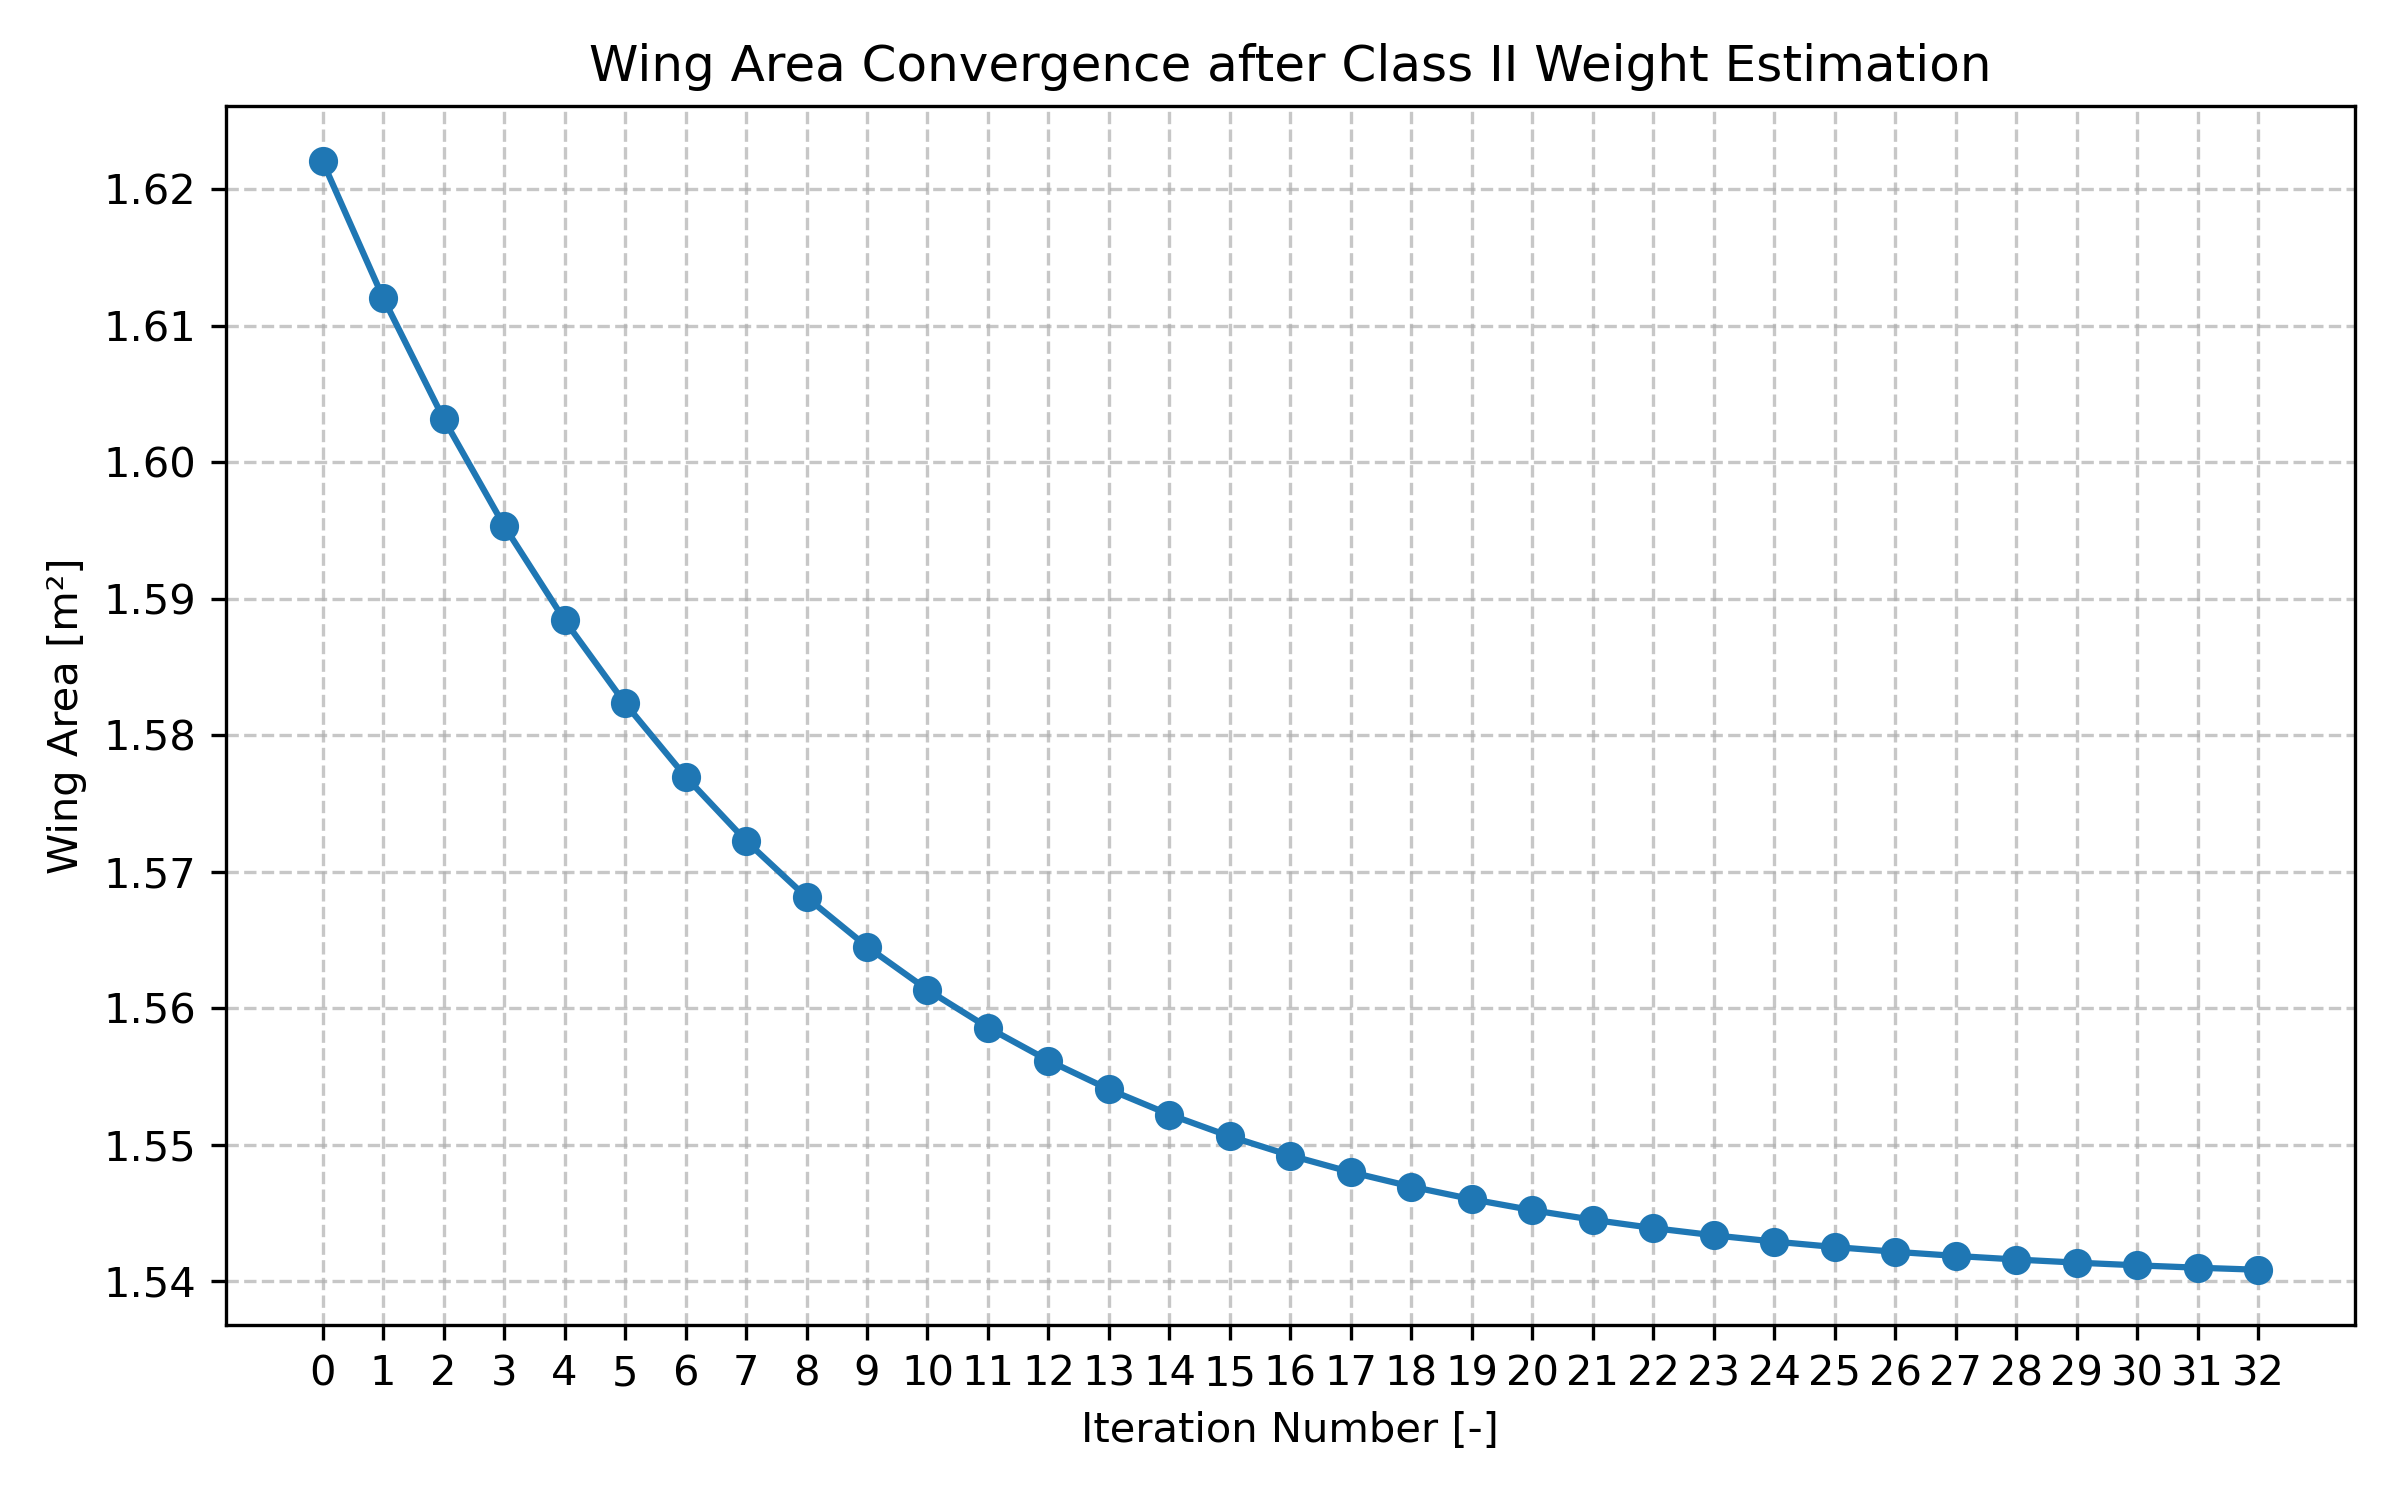 Wing Area Convergence after Class II Weight Estimation
Wing Area [m²]
1.62
1.61
1.60
1.59
1.58
1.57
1.56
1.55
1.54
0 1 2 3 4 5 6 7 8 9 10 11 12 13 14 15 16 17 18 19 20 21 22 23 24 25 26 27 28 29 30 31 32
Iteration Number [-]